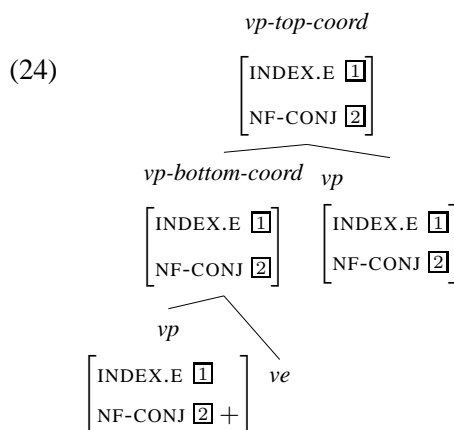 vp-top-coord
(24)
INDEX.E 1
NF-CONJ 2
vp-bottom-coord vp
INDEX.E 1 INDEX.E 1
NF-CONJ 2 NF-CONJ 2
vp
ve
INDEX.E 1
NF-CONJ 2 +